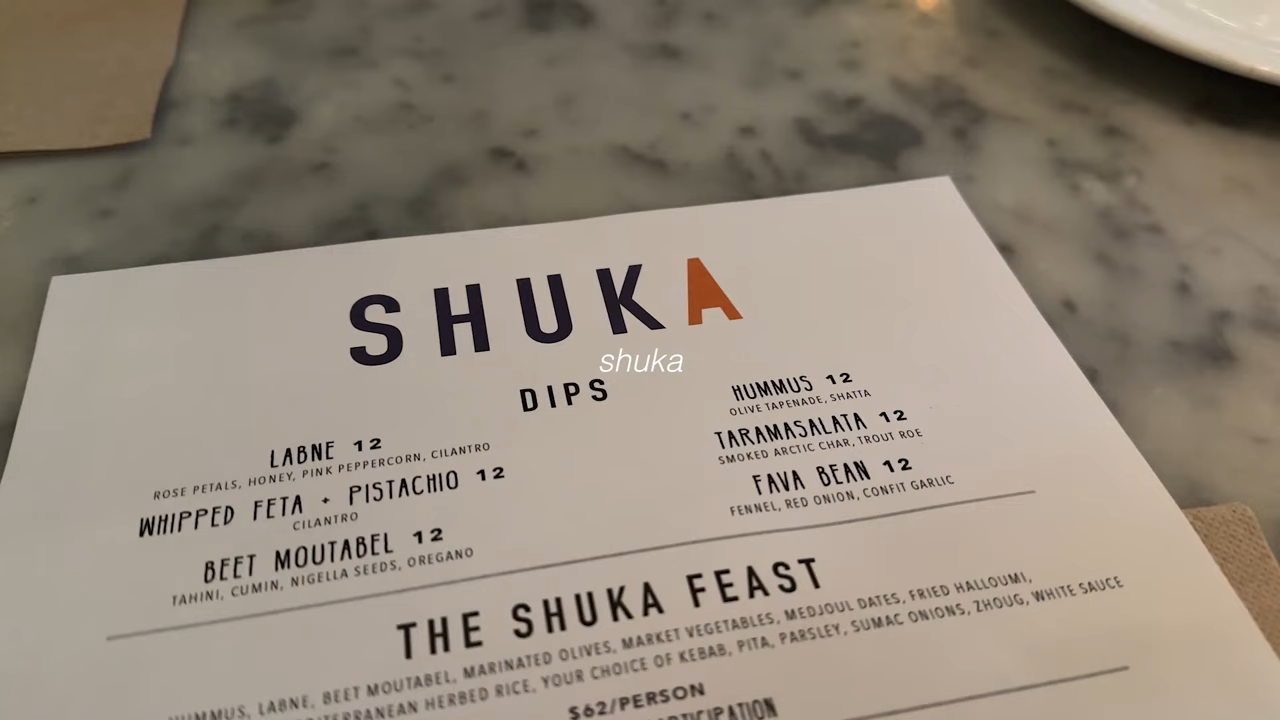 SHUKA
shuka
DIPS
LABNE 12
ROSE PETALS, HONEY, PINK PEPPERCORN, CILANTRO
WHIPPED FETA + PISTACHIO 12
CILANTRO
BEET MOUTABEL 12
TAHINI, CUMIN, NIGELLA SEEDS, OREGANO
HUMMUS 12
OLIVE TAPENADE, SHATTA
TARAMASALATA 12
SMOKED ARCTIC CHAR, TROUT ROE
FAVA BEAN 12
FENNEL, RED ONION, CONFIT GARLIC
THE SHUKA FEAST
HUMMUS, LABNE, BEET MOUTABEL, MARINATED OLIVES, MARKET VEGETABLES, MEDJOUL DATES, FRIED HALLOUMI,
HERBED RICE, YOUR CHOICE OF KEBAB, PITA, PARSLEY, SUMAC ONIONS, ZHOUG, WHITE SAUCE
$62/PERSON